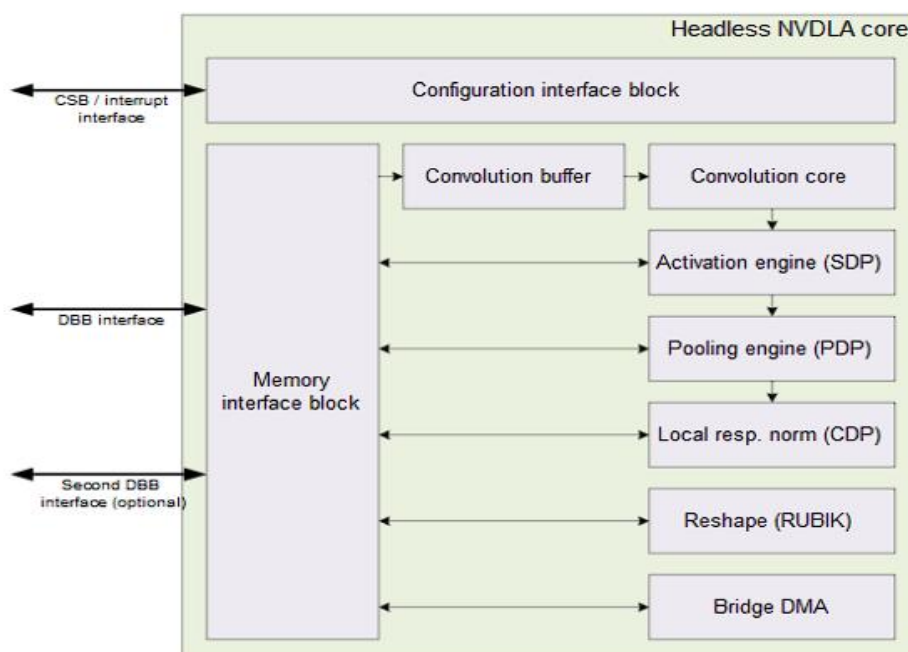 Headless NVDLA core
Configuration interface block
CSB / interrupt
interface
Convolution buffer
Convolution core
Activation engine (SDP)
DBB interface
Pooling engine (PDP)
Memory
interface block
Local resp. norm (CDP)
Second DBB
interface (optional)
Reshape (RUBIK)
Bridge DMA